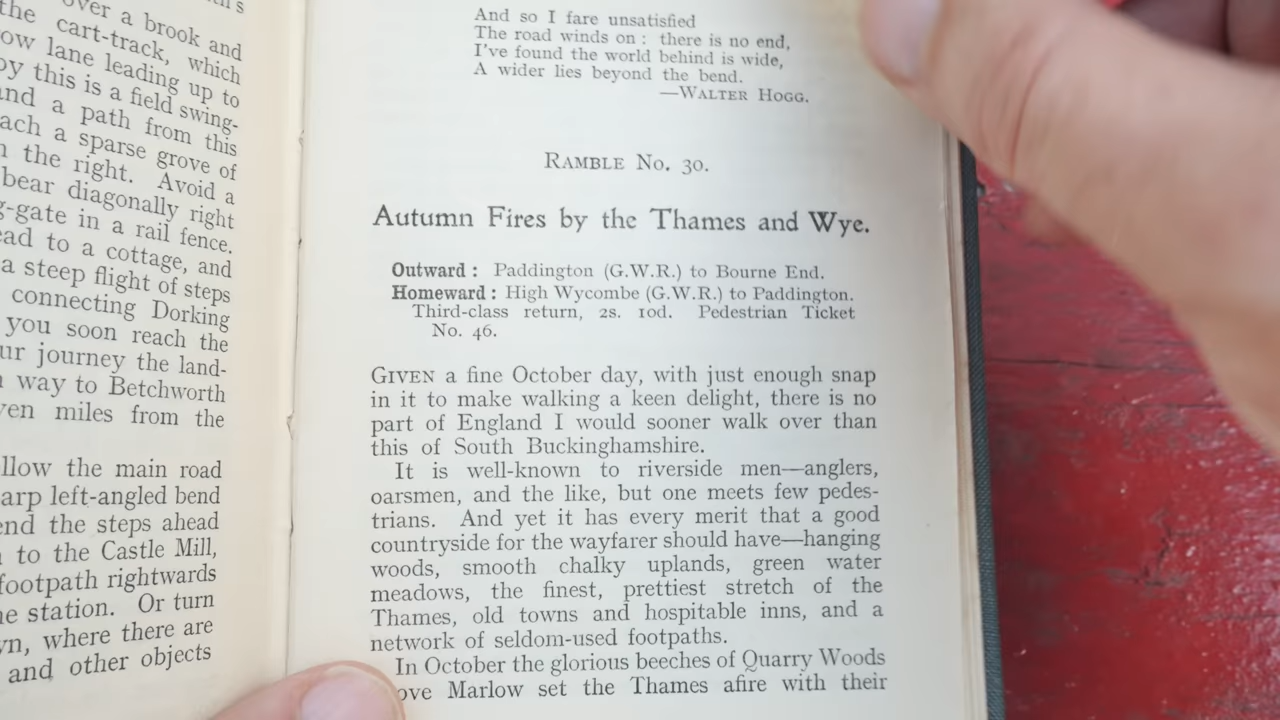 over a brook and
the cart-track, which
low lane leading up to
by this is a field swing-
and a path from this
ach a sparse grove of
the right. Avoid a
bear diagonally right
g-gate in a rail fence.
ead to a cottage, and
a steep flight of steps
connecting Dorking
you soon reach the
ur journey the land-
way to Betchworth
ven miles from the
llow the main road
arp left-angled bend
end the steps ahead
to the Castle Mill,
footpath rightwards
he station. Or turn
wn, where there are
and other objects
And so I fare unsatisfied
The road winds on : there is no end,
I've found the world behind is wide,
A wider lies beyond the bend.
—WALTER HOGG.
RAMBLE No. 30.
Autumn Fires by the Thames and Wye.
Outward : Paddington (G.W.R.) to Bourne End.
Homeward : High Wycombe (G.W.R.) to Paddington.
Third-class return, 2s. 10d. Pedestrian Ticket
No. 46.
GIVEN a fine October day, with just enough snap
in it to make walking a keen delight, there is no
part of England I would sooner walk over than
this of South Buckinghamshire.
It is well-known to riverside men—anglers,
oarsmen, and the like, but one meets few pedes-
trians. And yet it has every merit that a good
countryside for the wayfarer should have—hanging
woods, smooth chalky uplands, green water
meadows, the finest, prettiest stretch of the
Thames, old towns and hospitable inns, and a
network of seldom-used footpaths.
In October the glorious beeches of Quarry Woods
ove Marlow set the Thames afire with their